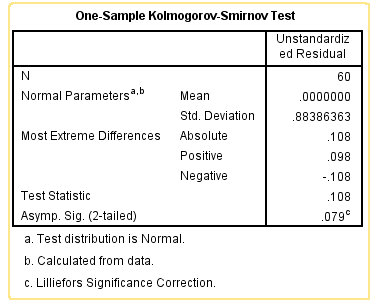 One-Sample Kolmogorov-Smirnov Test
Unstandardiz
ed Residual
N 60
Normal Parametersa,b Mean .0000000
Std. Deviation .88386363
Most Extreme Differences Absolute .108
Positive .098
Negative -.108
Test Statistic .108
Asymp. Sig. (2-tailed) .079c
a. Test distribution is Normal.
b. Calculated from data.
c. Lilliefors Significance Correction.